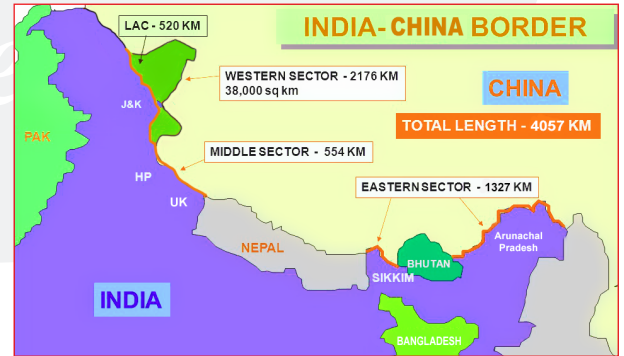 INDIA- CHINA BORDER
LAC - 520 KM
WESTERN SECTOR - 2176 KM
38,000 sq km
CHINA
J&K
TOTAL LENGTH - 4057 KM
PAK
MIDDLE SECTOR - 554 KM
HP
EASTERN SECTOR - 1327 KM
UK
NEPAL
Arunachal
Pradesh
BHUTAN
SIKKIM
INDIA
BANGLADESH